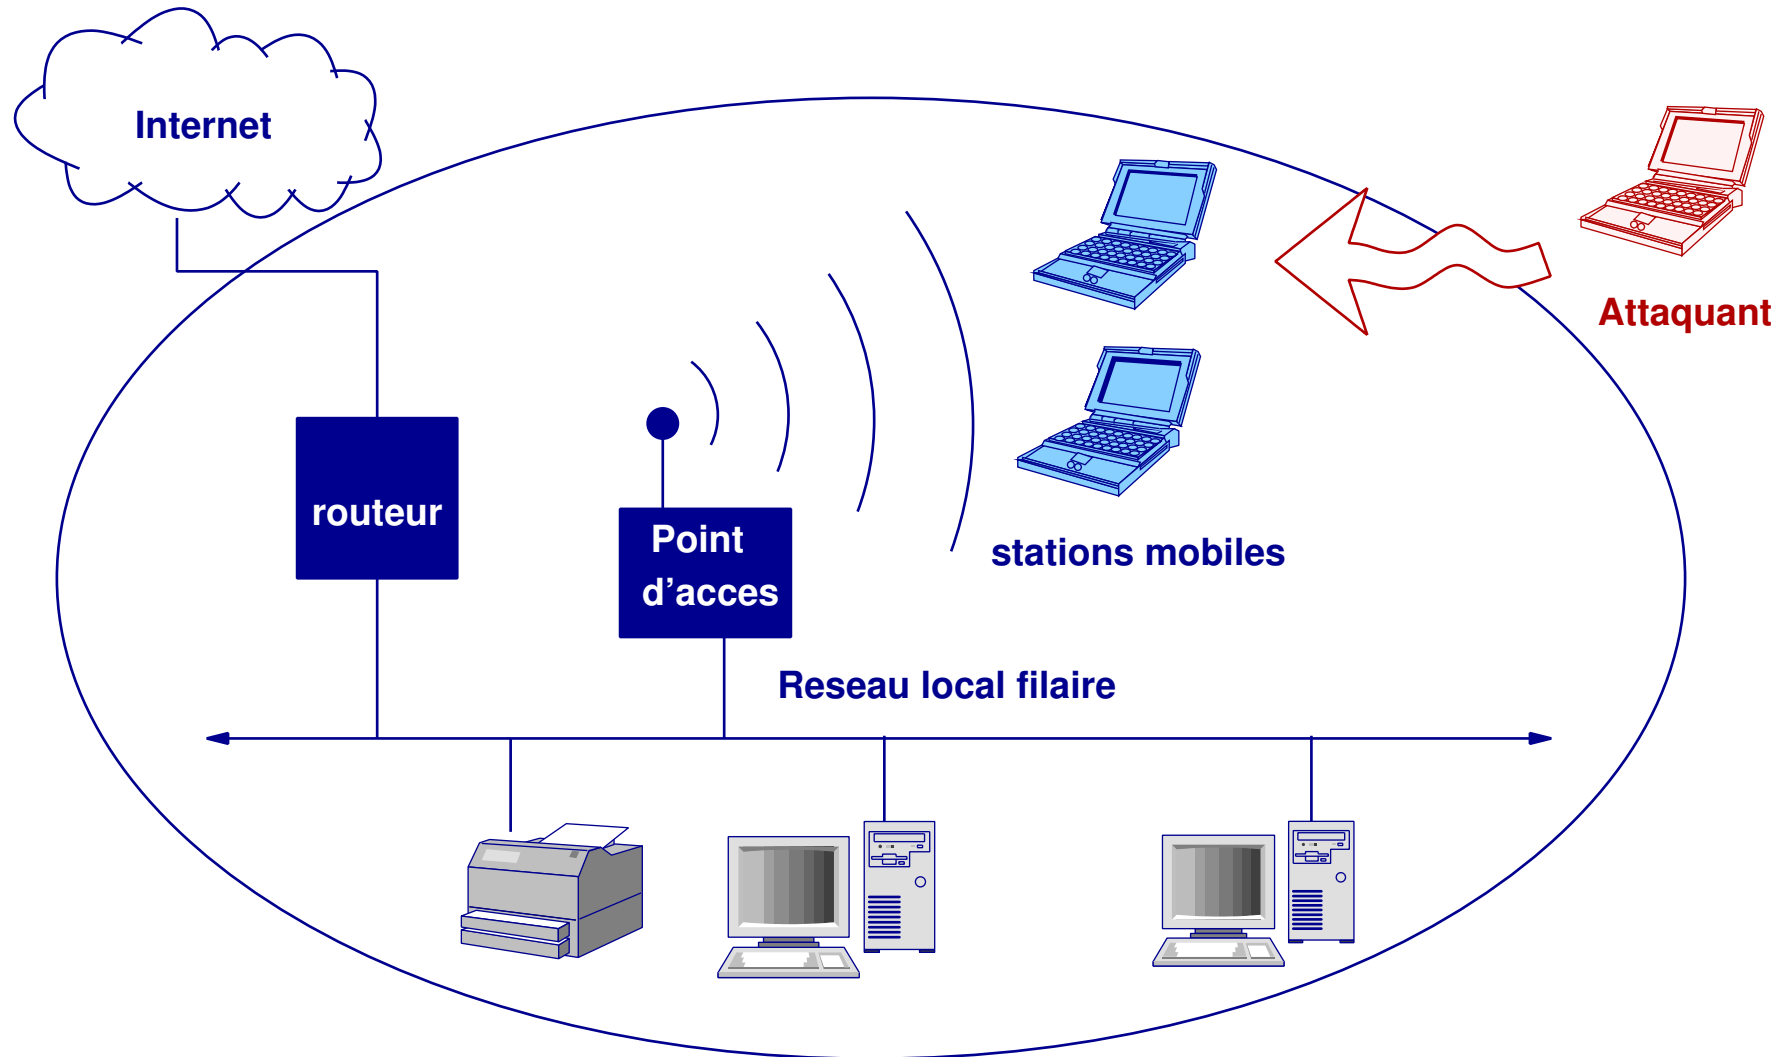 Internet
Attaquant
routeur
Point
d'acces
stations mobiles
Reseau local filaire